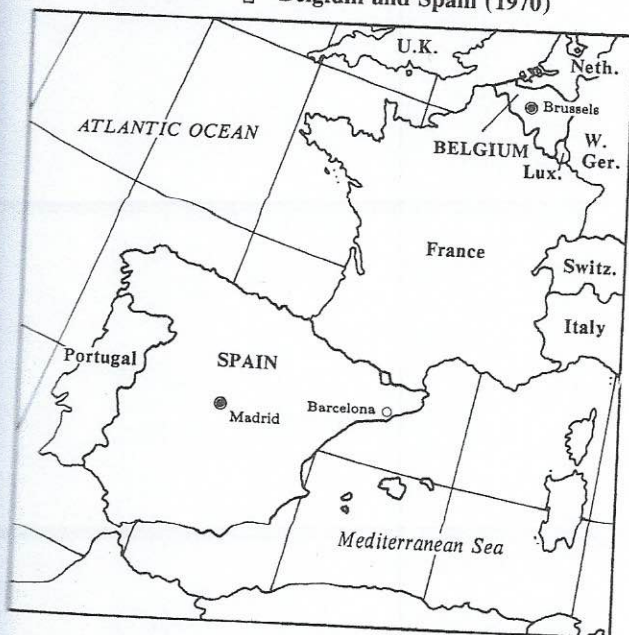 Belgium and Spain (1970)
U.K.
Neth.
Brussels
ATLANTIC OCEAN
BELGIUM
W.
Ger.
Lux.
France
Switz.
Italy
Portugal
SPAIN
Madrid
Barcelona
Mediterranean Sea